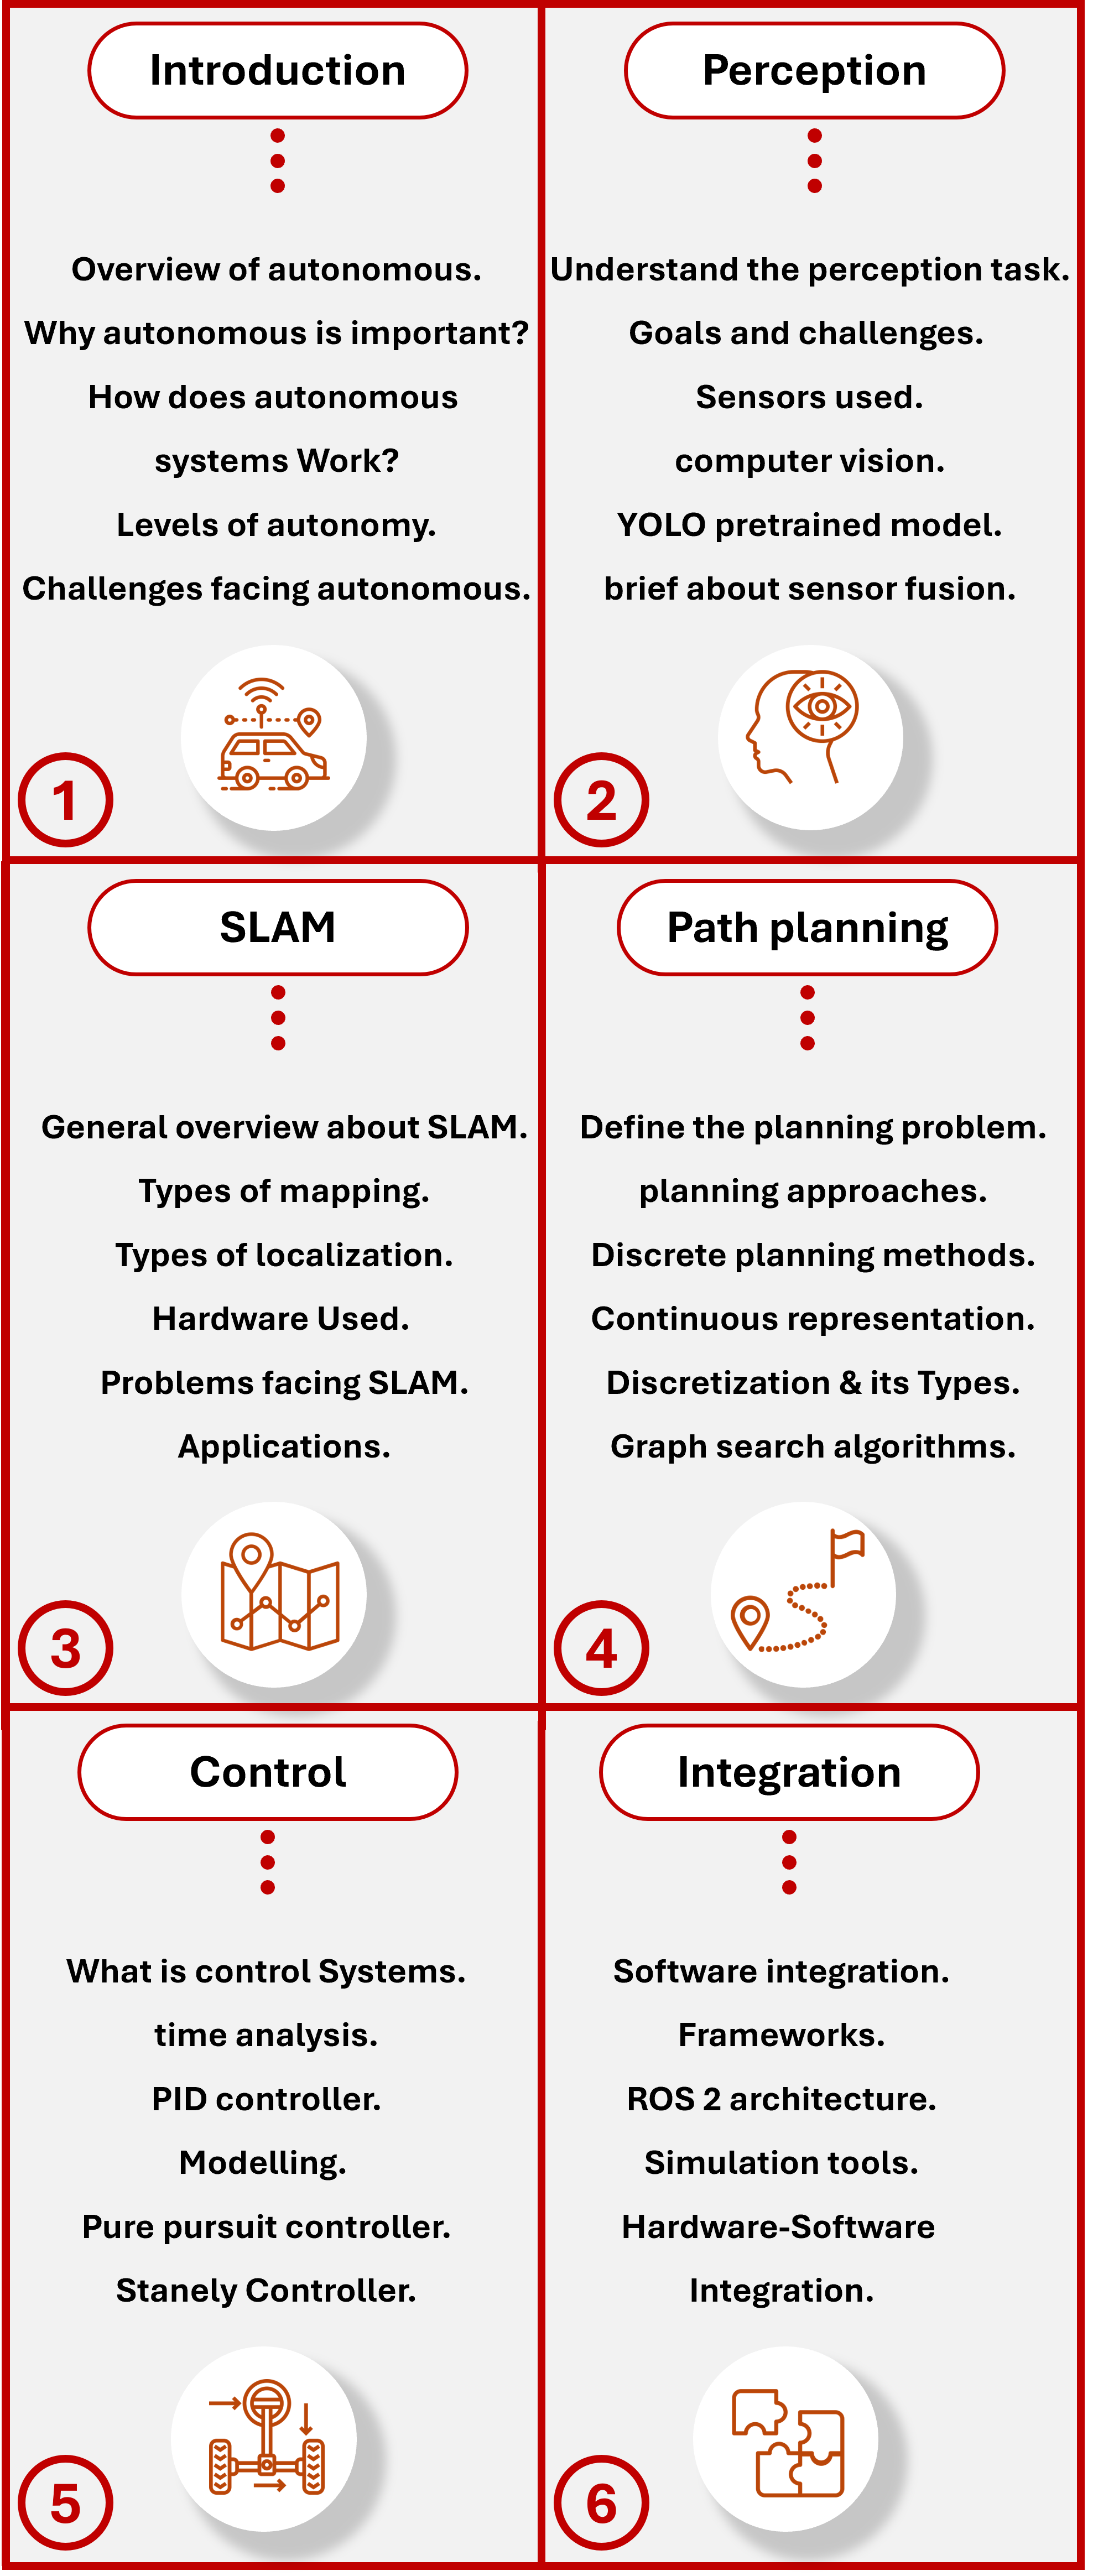 Introduction
Overview of autonomous.
Why autonomous is important?
How does autonomous
systems Work?
Levels of autonomy.
Challenges facing autonomous.
1
Perception
Understand the perception task.
Goals and challenges.
Sensors used.
computer vision.
YOLO pretrained model.
brief about sensor fusion.
2
SLAM
General overview about SLAM.
Types of mapping.
Types of localization.
Hardware Used.
Problems facing SLAM.
Applications.
3
Path planning
Define the planning problem.
planning approaches.
Discrete planning methods.
Continuous representation.
Discretization & its Types.
Graph search algorithms.
4
Control
What is control Systems.
time analysis.
PID controller.
Modelling.
Pure pursuit controller.
Stanely Controller.
5
Integration
Software integration.
Frameworks.
ROS 2 architecture.
Simulation tools.
Hardware-Software
Integration.
6